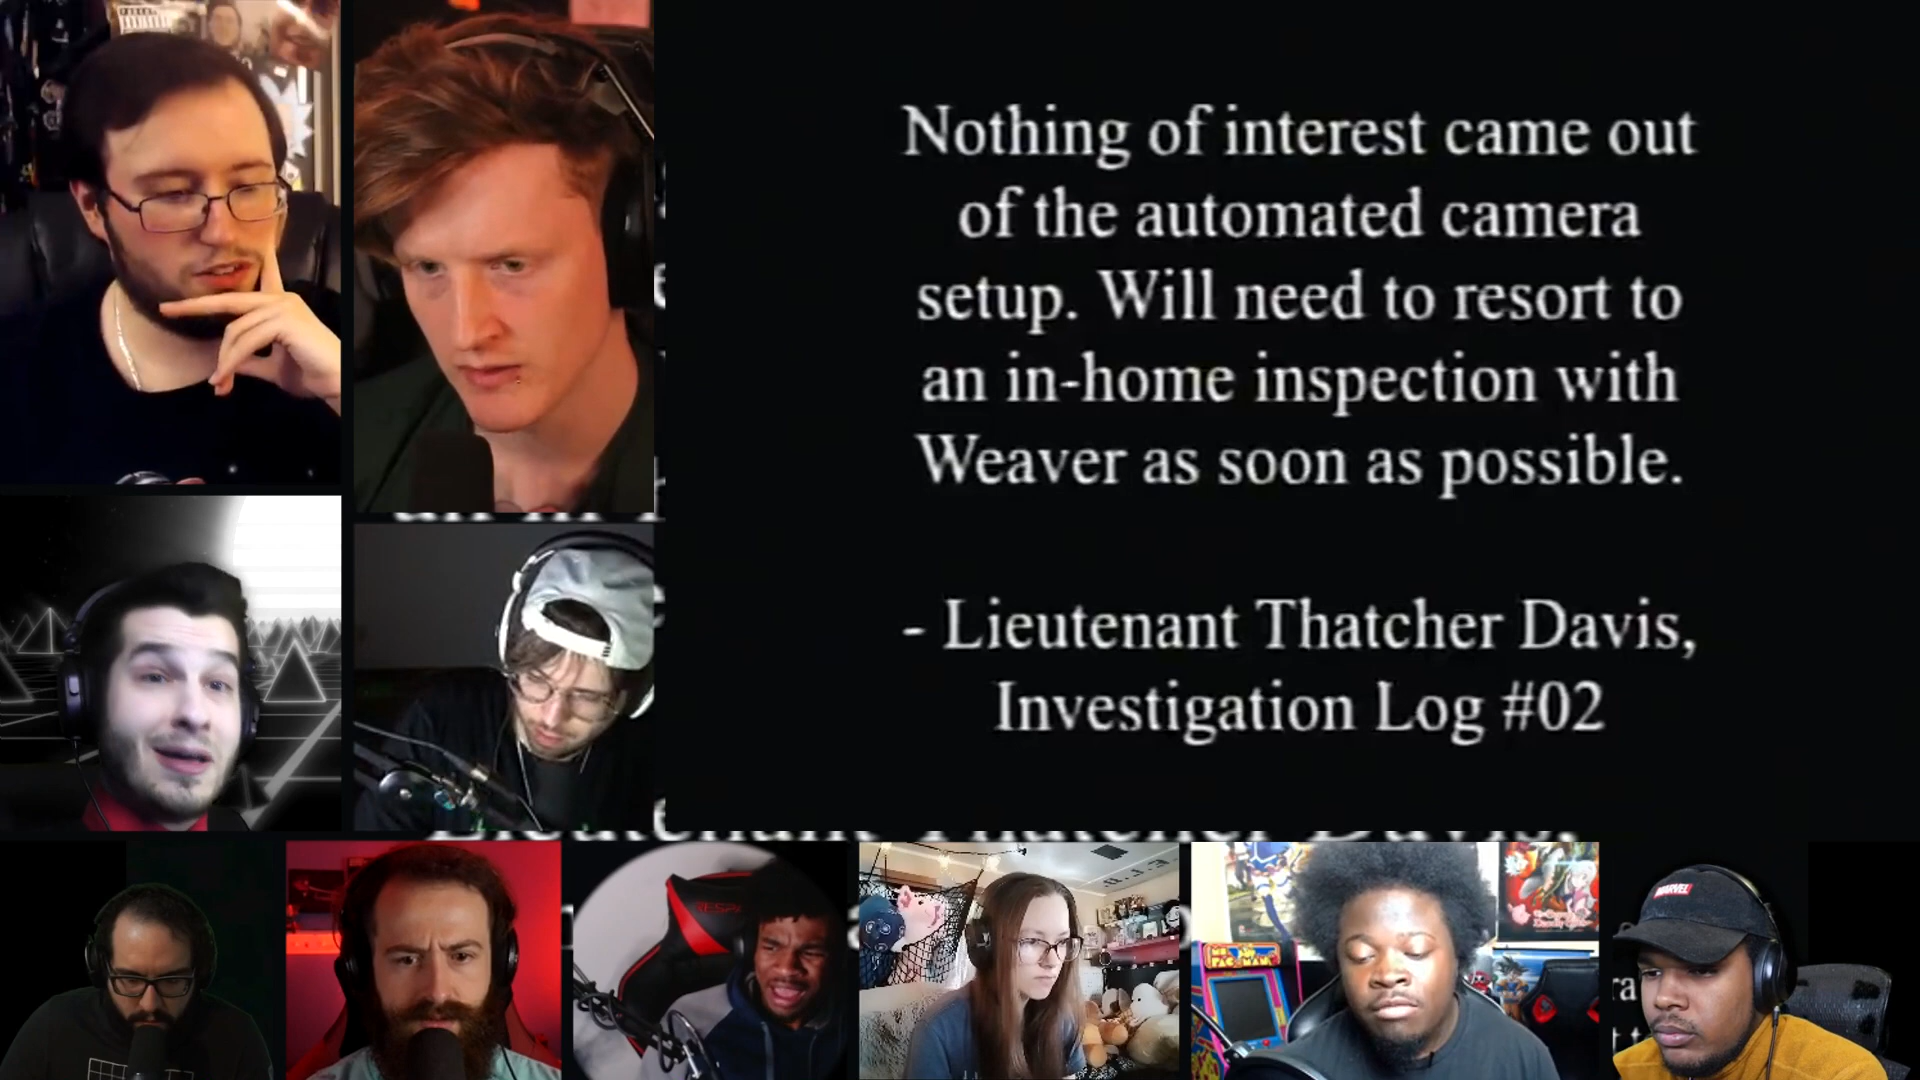 Nothing of interest came out
of the automated camera
setup. Will need to resort to
an in-home inspection with
Weaver as soon as possible.
- Lieutenant Thatcher Davis,
Investigation Log #02
MARVEL